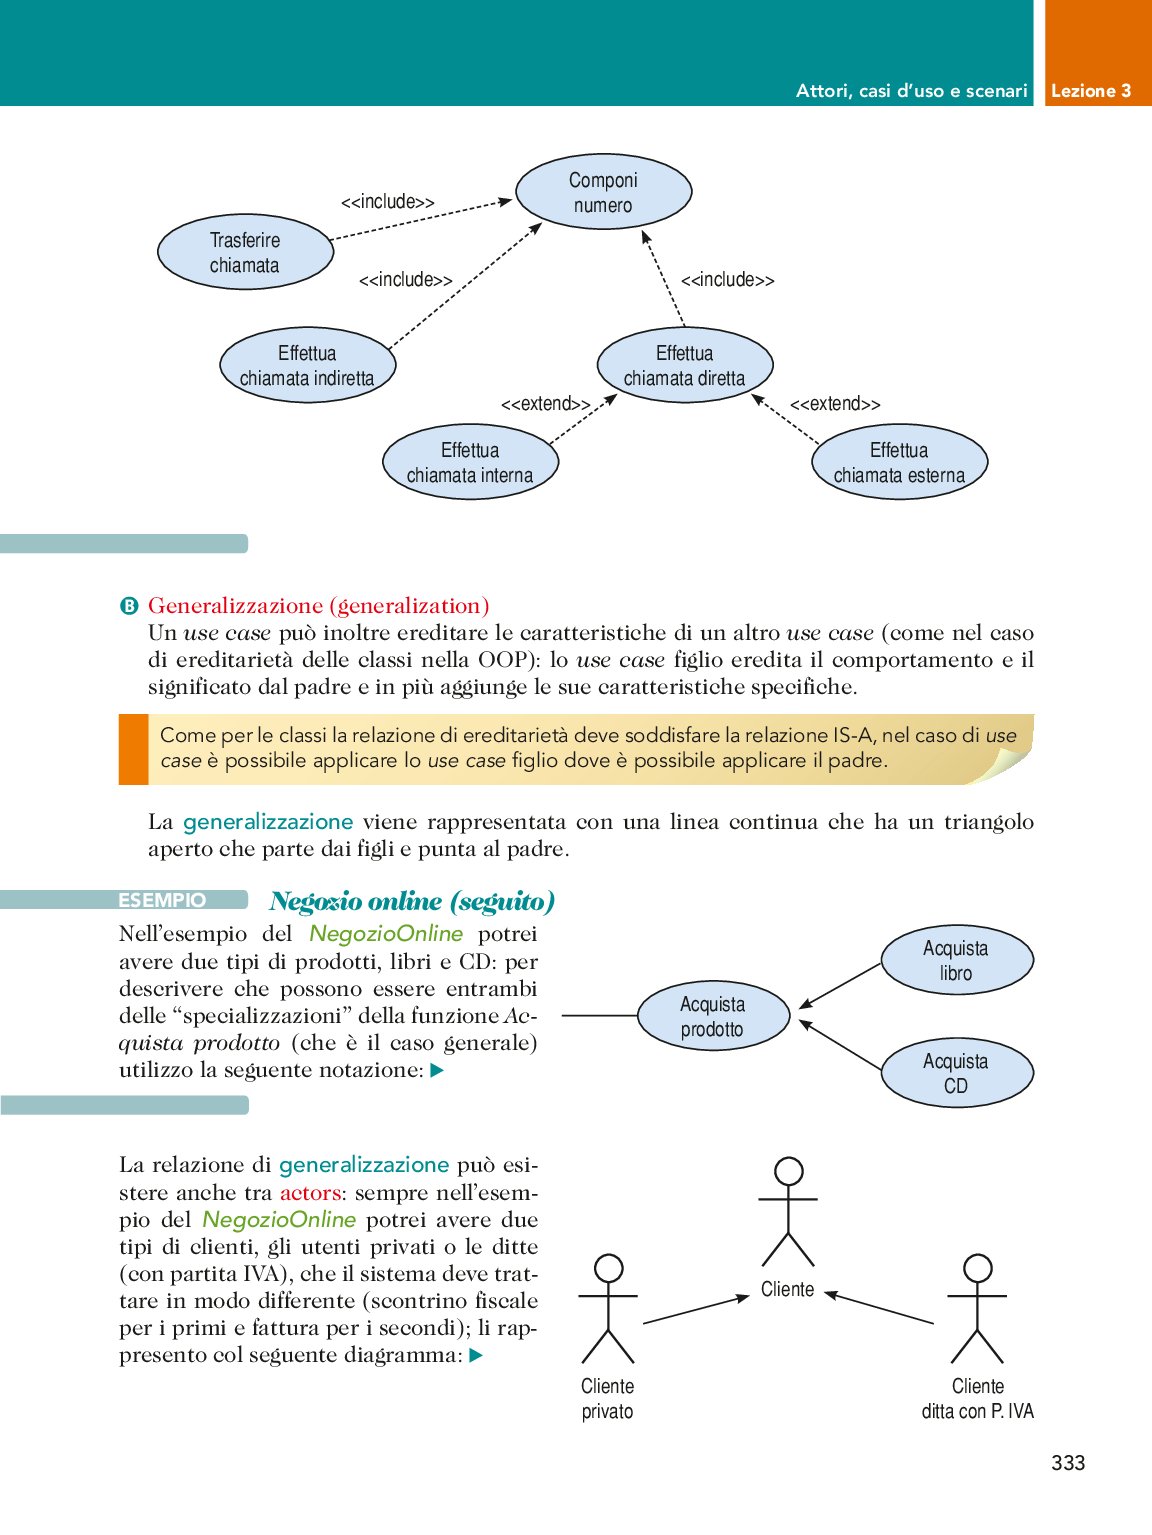 Attori, casi d'uso e scenari
Lezione 3
Componi
numero
<<include>>
Trasferire
chiamata
<<include>>
<<include>>
Effettua
chiamata indiretta
Effettua
chiamata diretta
<<extend>>
<<extend>>
Effettua
chiamata interna
Effettua
chiamata esterna
B Generalizzazione (generalization)
Un use case può inoltre ereditare le caratteristiche di un altro use case (come nel caso
di ereditarietà delle classi nella OOP): lo use case figlio eredita il comportamento e il
significato dal padre e in più aggiunge le sue caratteristiche specifiche.
Come per le classi la relazione di ereditarietà deve soddisfare la relazione IS-A, nel caso di use
case è possibile applicare lo use case figlio dove è possibile applicare il padre.
La generalizzazione viene rappresentata con una linea continua che ha un triangolo
aperto che parte dai figli e punta al padre.
ESEMPIO
Negozio online (seguito)
Nell'esempio del NegozioOnline potrei
avere due tipi di prodotti, libri e CD: per
descrivere che possono essere entrambi
delle “specializzazioni” della funzione Ac-
quista prodotto (che è il caso generale)
utilizzo la seguente notazione:
Acquista
libro
Acquista
prodotto
Acquista
CD
La relazione di generalizzazione può esi-
stere anche tra actors: sempre nell'esem-
pio del NegozioOnline potrei avere due
tipi di clienti, gli utenti privati o le ditte
(con partita IVA), che il sistema deve trat-
tare in modo differente (scontrino fiscale
per i primi e fattura per i secondi); li rap-
presento col seguente diagramma:
Cliente
Cliente
privato
Cliente
ditta con P. IVA
333